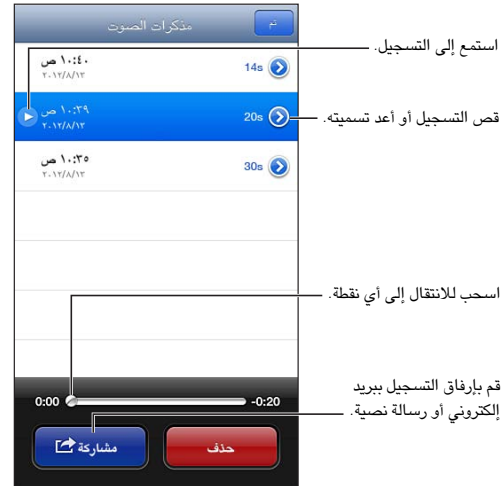 تم
مذكرات الصوت
١٠:٤٠ ص
٢٠١٢/٨/١٣
14s
١٠:٣٩ ص
٢٠١٢/٨/١٣
20s
١٠:٣٥ ص
٢٠١٢/٨/١٣
30s
0:00
-0:20
مشاركة
حذف
استمع إلى التسجيل.
قص التسجيل أو أعد تسميته.
اسحب للانتقال إلى أي نقطة.
قم بإرفاق التسجيل ببريد
إلكتروني أو رسالة نصية.